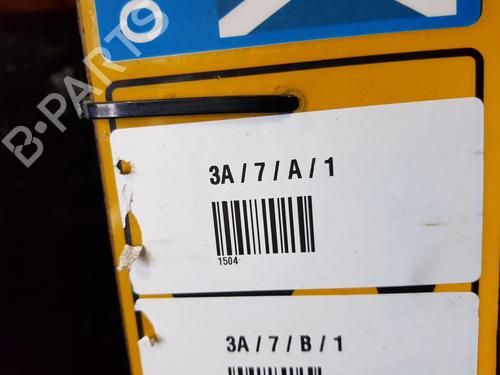 B-PARTS
3A / 7 / A / 1
1504
3A / 7 / B / 1